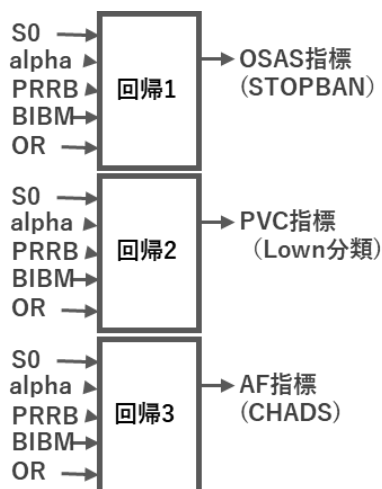 S0
alpha
PRRB
BIBM
OR
回帰1
OSAS指標
(STOPBAN)
S0
alpha
PRRB
BIBM
OR
回帰2
PVC指標
（Lown分類）
S0
alpha
PRRB
BIBM
OR
回帰3
AF指標
(CHADS)